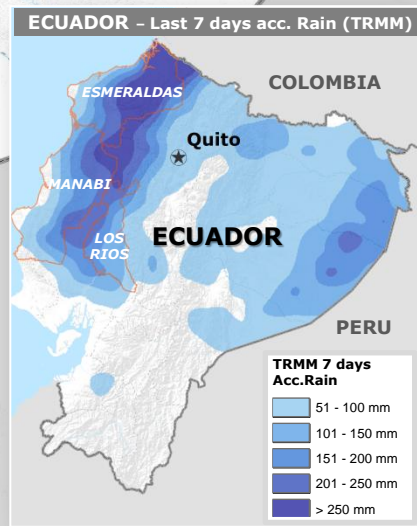 ECUADOR – Last 7 days acc. Rain (TRMM)
COLOMBIA
ESMERALDAS
Quito
MANABI
LOS
RIOS
ECUADOR
PERU
TRMM 7 days
Acc.Rain
51 - 100 mm
101 - 150 mm
151 - 200 mm
201 - 250 mm
> 250 mm